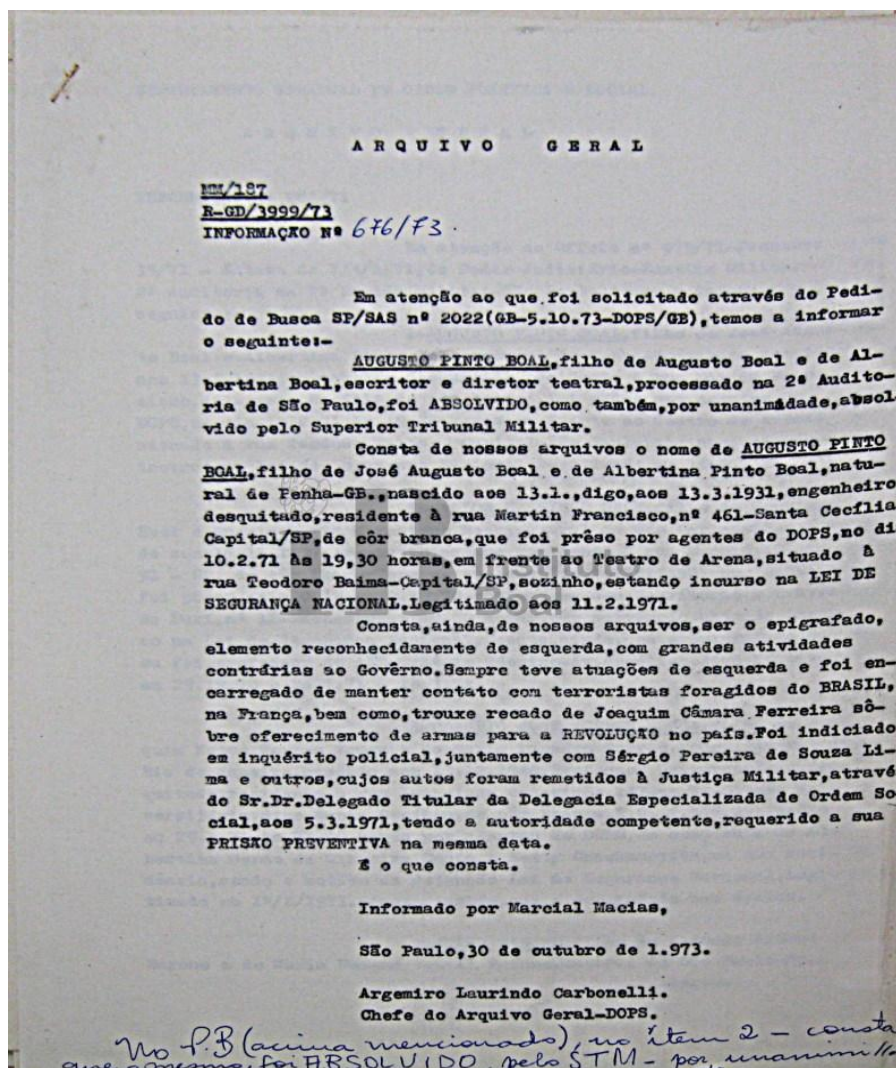 ARQUIVO GERAL
MM/187
R-GD/3999/73
INFORMAÇÃO Nº 676/73.
Em atenção ao que foi solicitado através do Pedi-
do de Busca SP/SAS nº 2022(GB-5.10.73-DOPS/GB),temos a informar
o seguinte:-
AUGUSTO PINTO BOAL,filho de Augusto Boal e de Al-
bertina Boal,escritor e diretor teatral,processado na 2ª Audito-
ria de São Paulo,foi ABSOLVIDO,como também,por unanimidade,absol
vido pelo Superior Tribunal Militar.
Consta de nossos arquivos o nome de AUGUSTO PINTO
BOAL,filho de José Augusto Boal e de Albertina Pinto Boal,natu-
ral de Penha-GB.,nascido aos 13.1.,digo,aos 13.3.1931,engenheiro
desquitado,residente à rua Martin Francisco,nº 461-Santa Cecília
Capital/SP,de côr branca,que foi prêso por agentes do DOPS,no di
10.2.71 às 19,30 horas,em frente ao Teatro de Arena,situado à
rua Teodoro Baima-Capital/SP,sozinho,estando incurso na LEI DE
SEGURANÇA NACIONAL.Legitimado aos 11.2.1971.
Instituto
Boal
Consta,ainda,de nossos arquivos,ser o epigrafado,
elemento reconhecidamente de esquerda,com grandes atividades
contrárias ao Govêrno.Sempre teve atuações de esquerda e foi en-
carregado de manter contato com terroristas foragidos do BRASIL,
na França,bem como,trouxe recado de Joaquim Câmara Ferreira sô-
bre oferecimento de armas para a REVOLUÇÃO no país.Foi indiciado
em inquérito policial,juntamente com Sérgio Pereira de Souza Li-
ma e outros,cujos autos foram remetidos à Justiça Militar,atravé
do Sr.Dr.Delegado Titular da Delegacia Especializada de Ordem So
cial,aos 5.3.1971,tendo a autoridade competente,requerido a sua
PRISÃO PREVENTIVA na mesma data.
É o que consta.
Informado por Marcial Macias,
São Paulo,30 de outubro de 1.973.
Argemiro Laurindo Carbonelli.
Chefe do Arquivo Geral-DOPS.
No P.B (acima mencionado), no ítem 2 - consta
que o mesmo foi ABSOLVIDO pelo STM - por